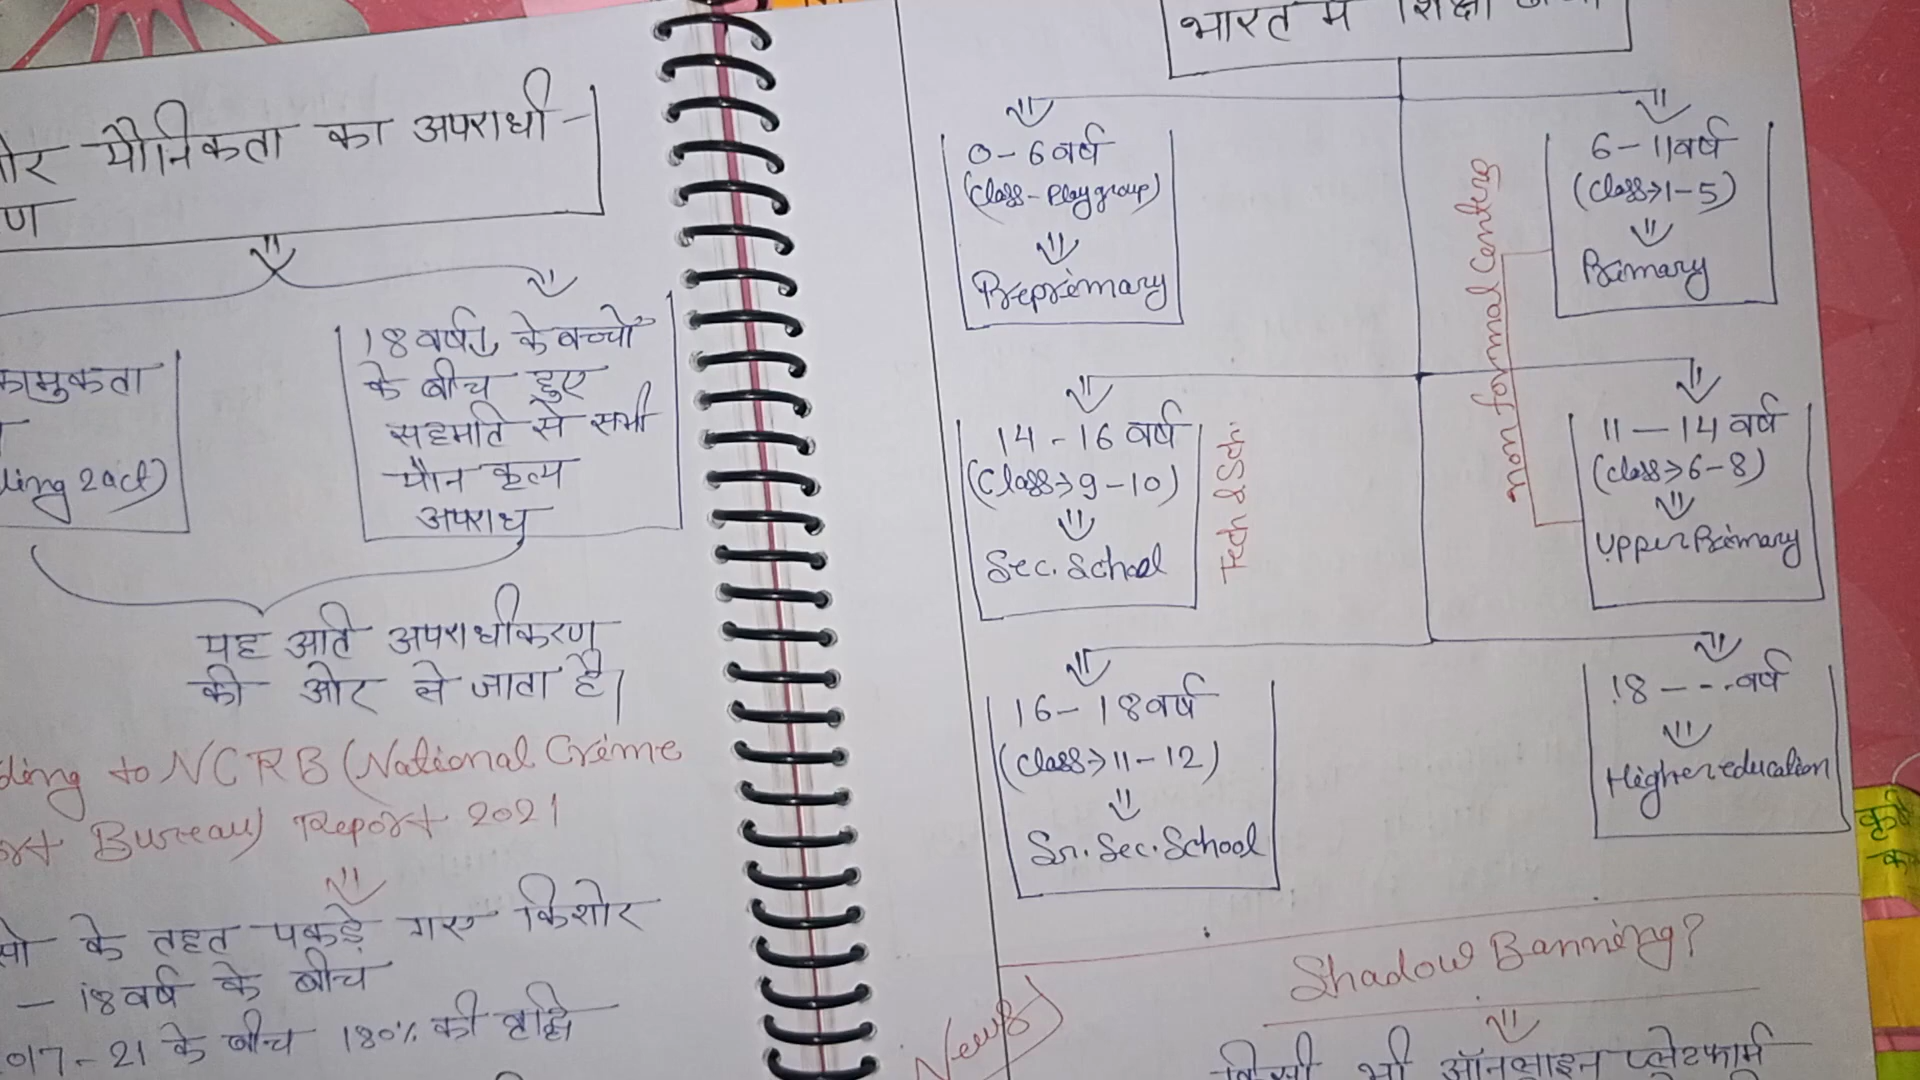 यौनिकता का अपराधी-
ण
कामुकता
18 वर्ष↓ के बच्चों
के बीच हुए
सहमति से सभी
यौन कृत्य
अपराध
यह अति अपराधीकरण
की ओर ले जाता है।
to NCRB (National Crime
Bureau) Report 2021
के तहत पकड़े गए किशोर
- 18 वर्ष के बीच
017-21 के बीच 180% की वृद्धि
भारत में शिक्षा
0-6 वर्ष
(Class - Play group)
Preprimary
6-11 वर्ष
(Class→1-5)
Primary
non formal Centers
14-16 वर्ष
(Class→9-10)
Sec. School
Tech & Sch.
11-14 वर्ष
(Class→6-8)
Upper Primary
16-18 वर्ष
(Class→11-12)
Sr. Sec. School
18 --- वर्ष
Higher education
News
Shadow Banning?
किसी भी ऑनलाइन प्लेटफार्म